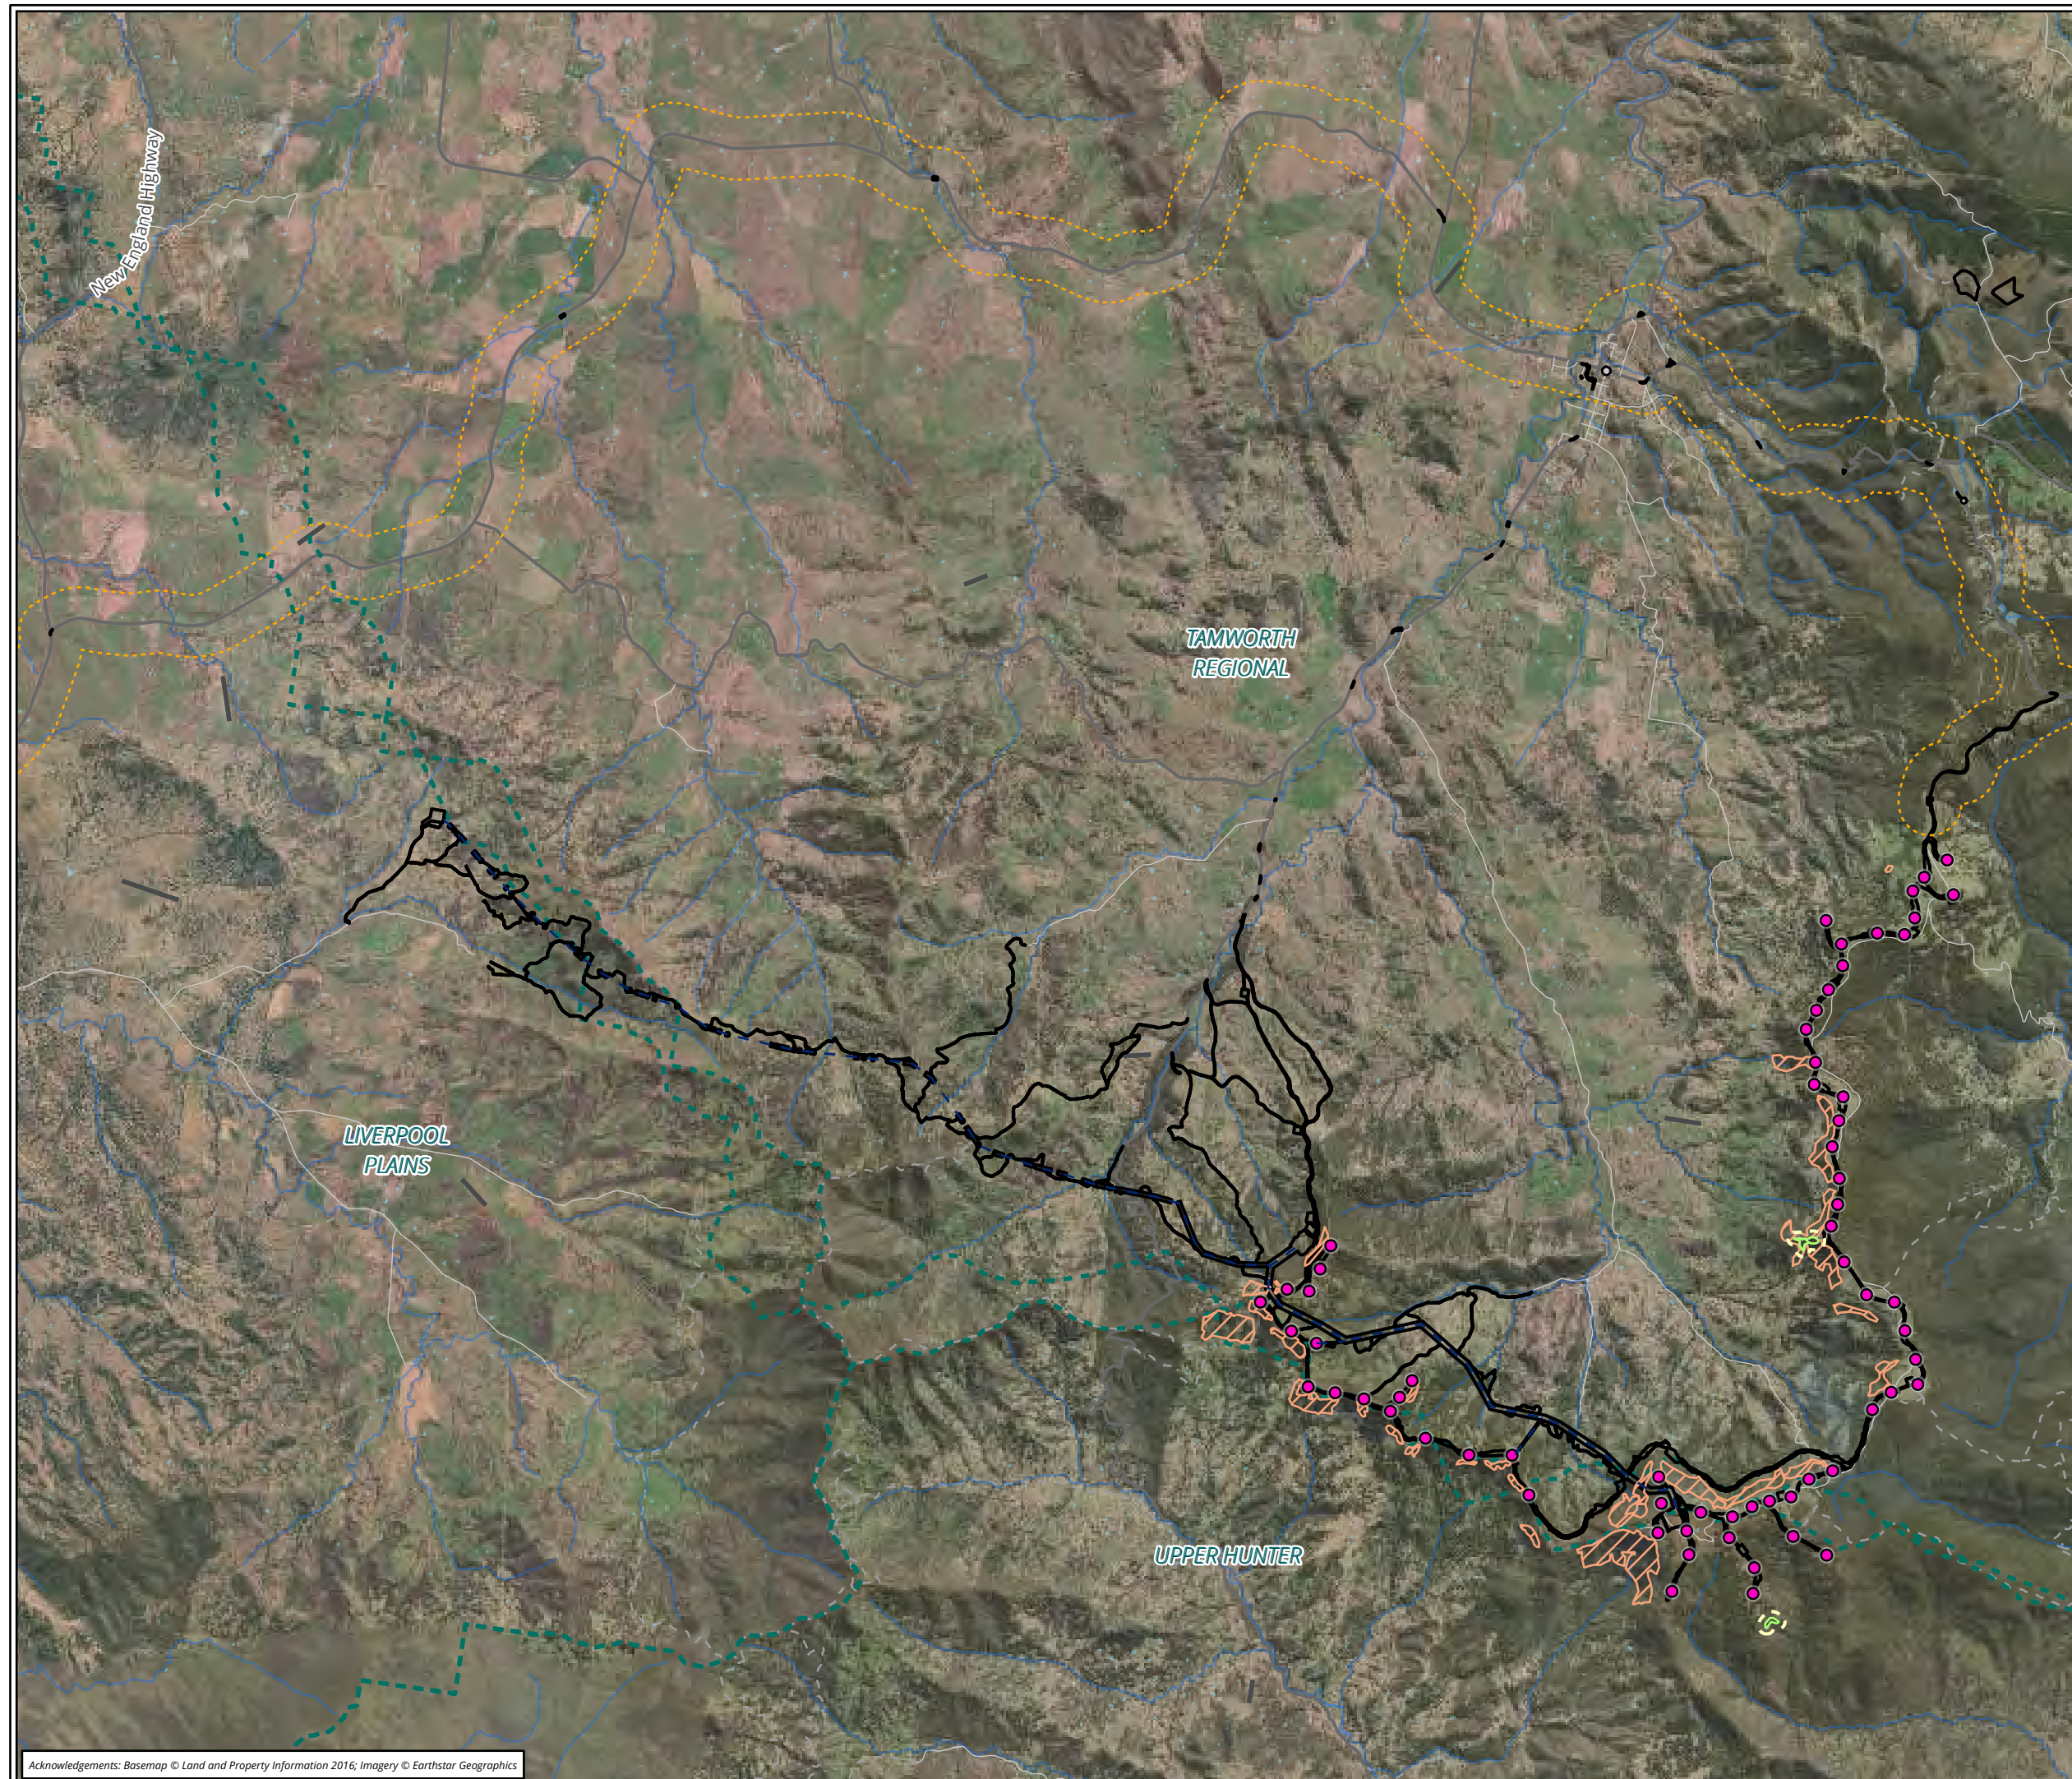 New England Highway
TAMWORTH
REGIONAL
LIVERPOOL
PLAINS
UPPER HUNTER
Acknowledgements: Basemap © Land and Property Information 2016; Imagery © Earthstar Geographics